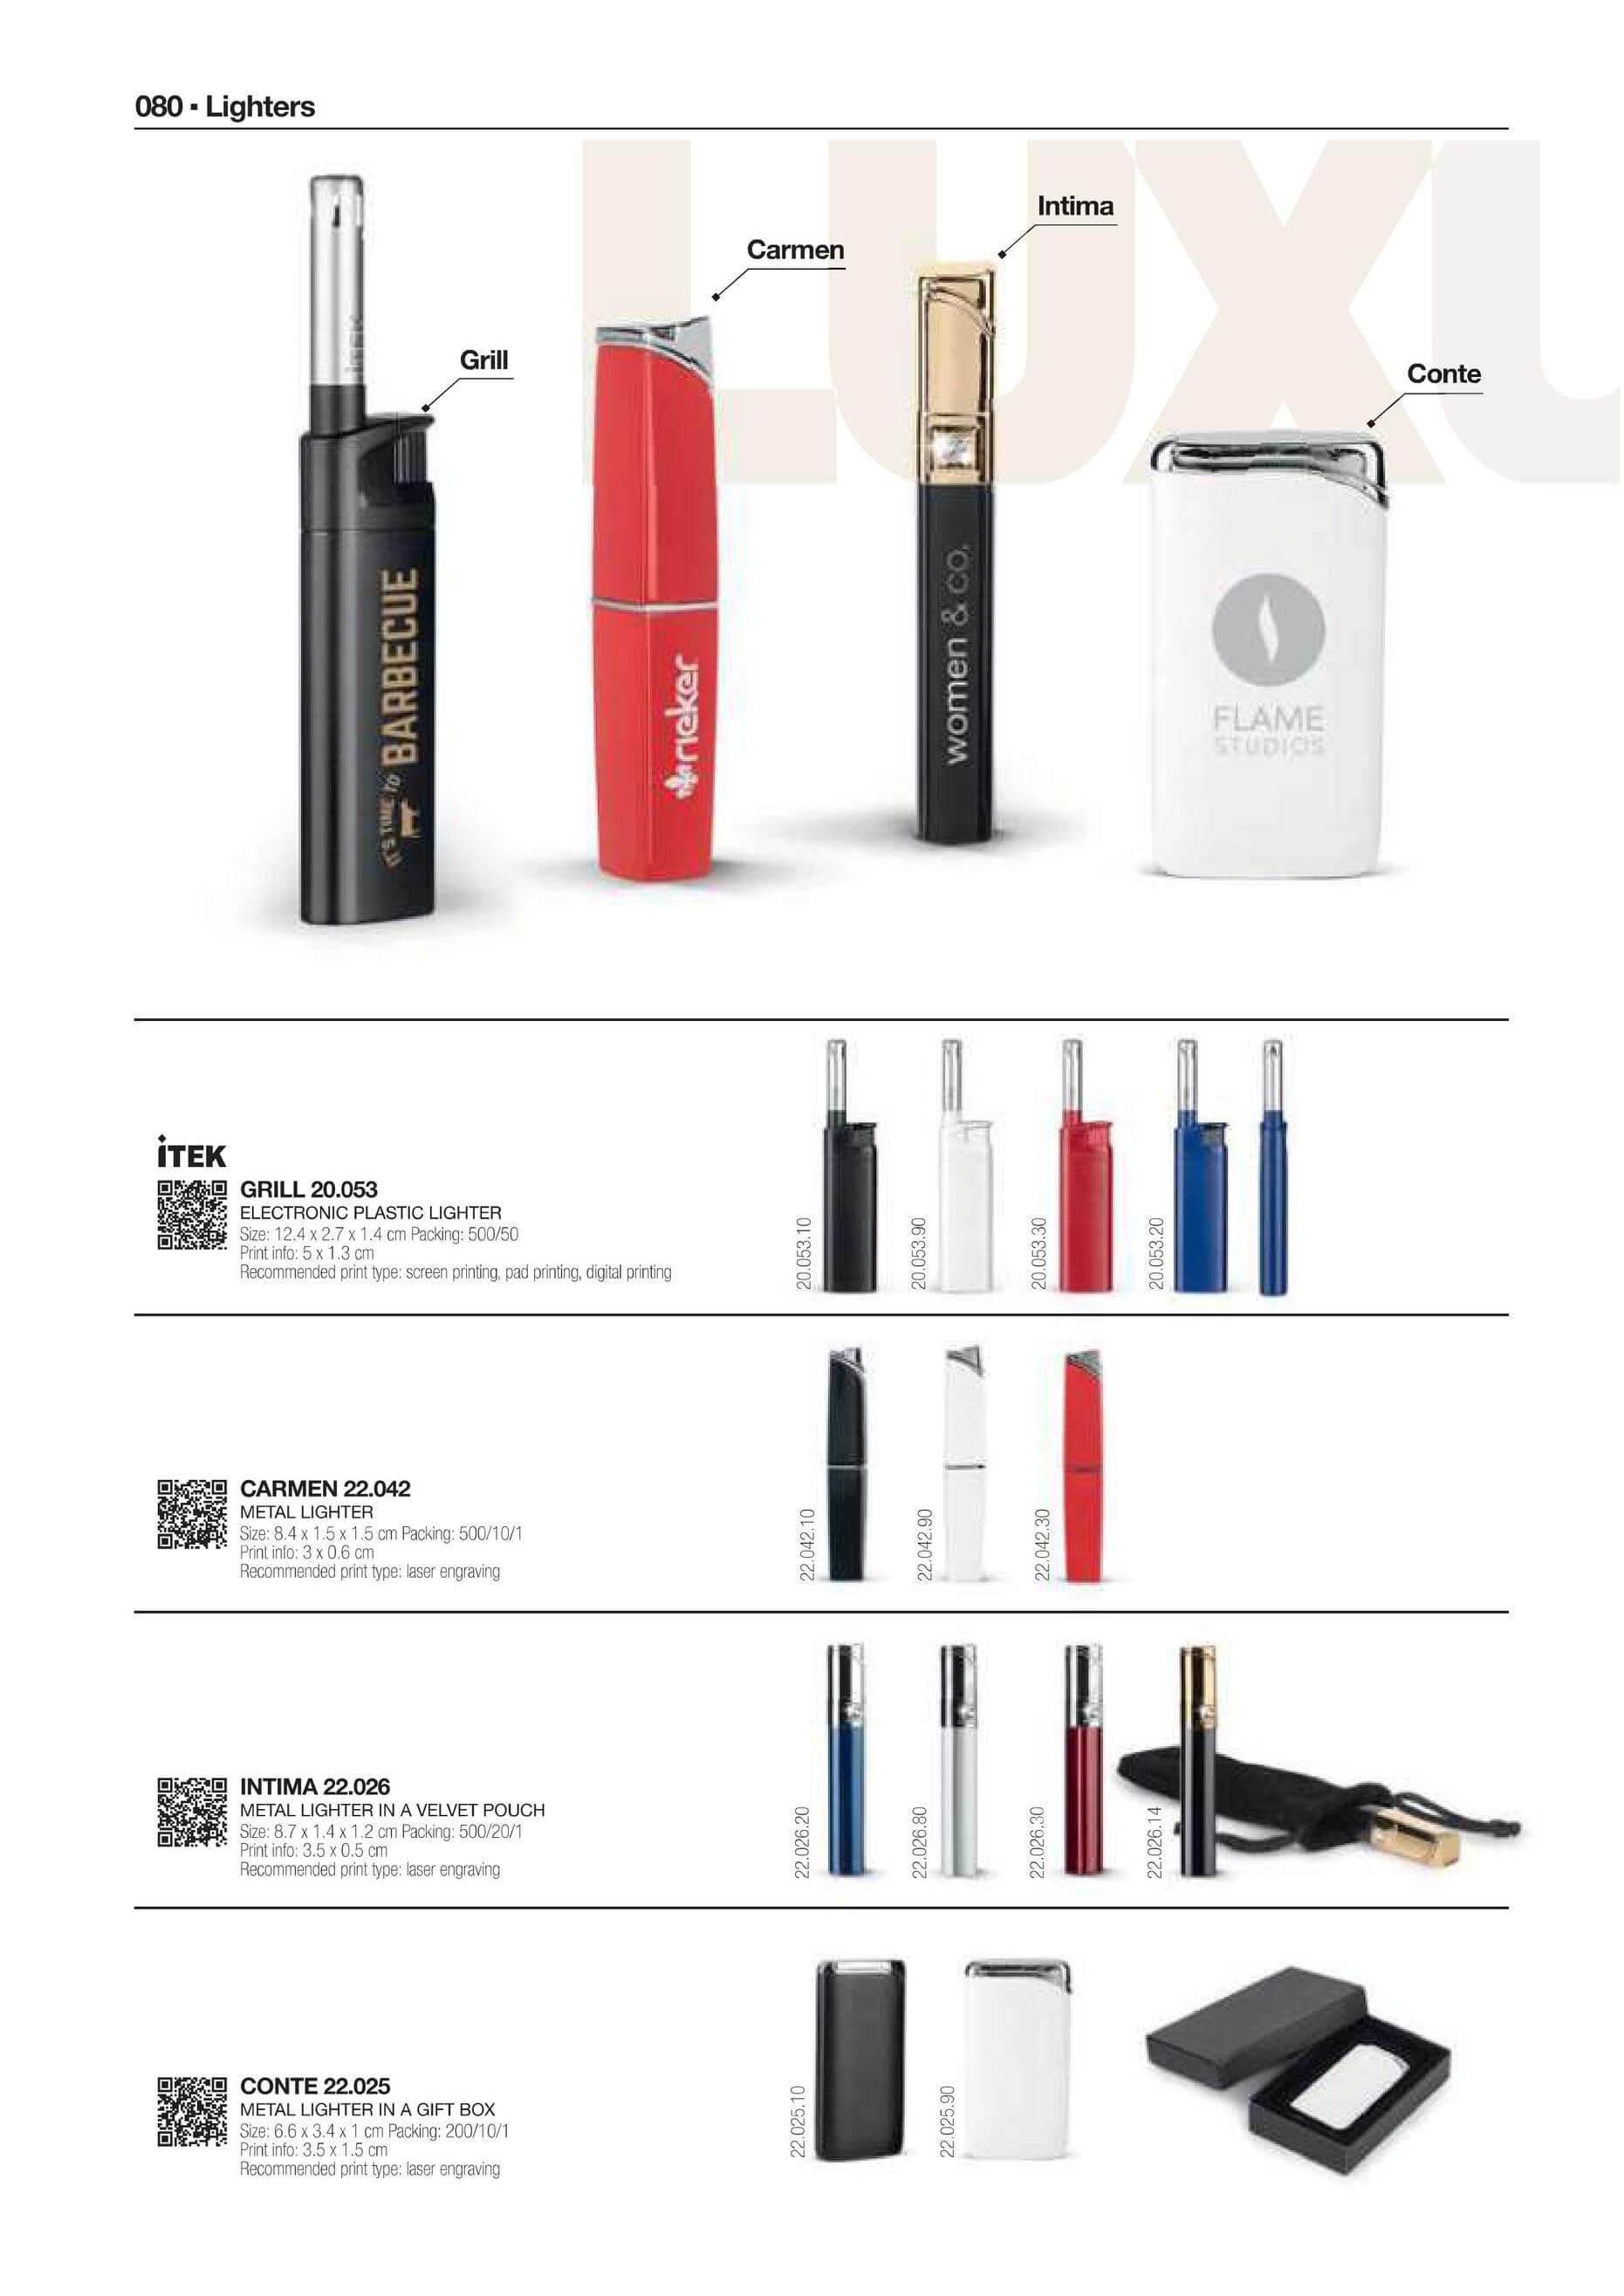 080 ▪ Lighters
LUXU
Intima
Carmen
Grill
Conte
iTEK
IT'S TIME TO
BARBECUE
rieker
women & co.
FLAME
STUDIOS
iTEK
GRILL 20.053
ELECTRONIC PLASTIC LIGHTER
Size: 12.4 x 2.7 x 1.4 cm Packing: 500/50
Print info: 5 x 1.3 cm
Recommended print type: screen printing, pad printing, digital printing
20.053.10
20.053.90
20.053.30
20.053.20
CARMEN 22.042
METAL LIGHTER
Size: 8.4 x 1.5 x 1.5 cm Packing: 500/10/1
Print info: 3 x 0.6 cm
Recommended print type: laser engraving
22.042.10
22.042.90
22.042.30
INTIMA 22.026
METAL LIGHTER IN A VELVET POUCH
Size: 8.7 x 1.4 x 1.2 cm Packing: 500/20/1
Print info: 3.5 x 0.5 cm
Recommended print type: laser engraving
22.026.20
22.026.80
22.026.30
22.026.14
CONTE 22.025
METAL LIGHTER IN A GIFT BOX
Size: 6.6 x 3.4 x 1 cm Packing: 200/10/1
Print info: 3.5 x 1.5 cm
Recommended print type: laser engraving
22.025.10
22.025.90